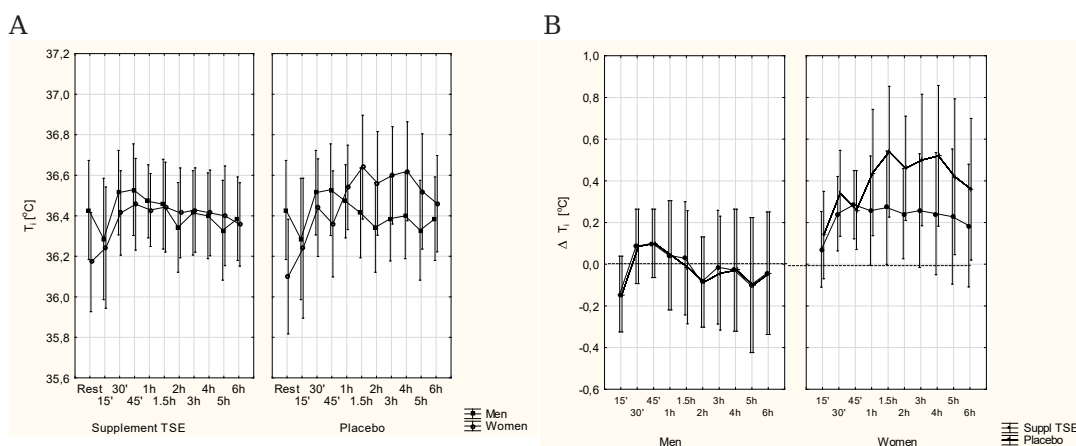 A
37,2
37,0
36,8
36,6
36,4
36,2
36,0
35,8
35,6
T i [°C]
Rest 30' 1h 2h 4h 6h
15' 45' 1.5h 3h 5h
Supplement TSE
Rest 30' 1h 2h 4h 6h
15' 45' 1.5h 3h 5h
Placebo
Men
Women
B
1,0
0,8
0,6
0,4
0,2
0,0
-0,2
-0,4
-0,6
Δ T i [°C]
15' 45' 1.5h 3h 5h
30' 1h 2h 4h 6h
Men
15' 45' 1.5h 3h 5h
30' 1h 2h 4h 6h
Women
Suppl TSE
Placebo